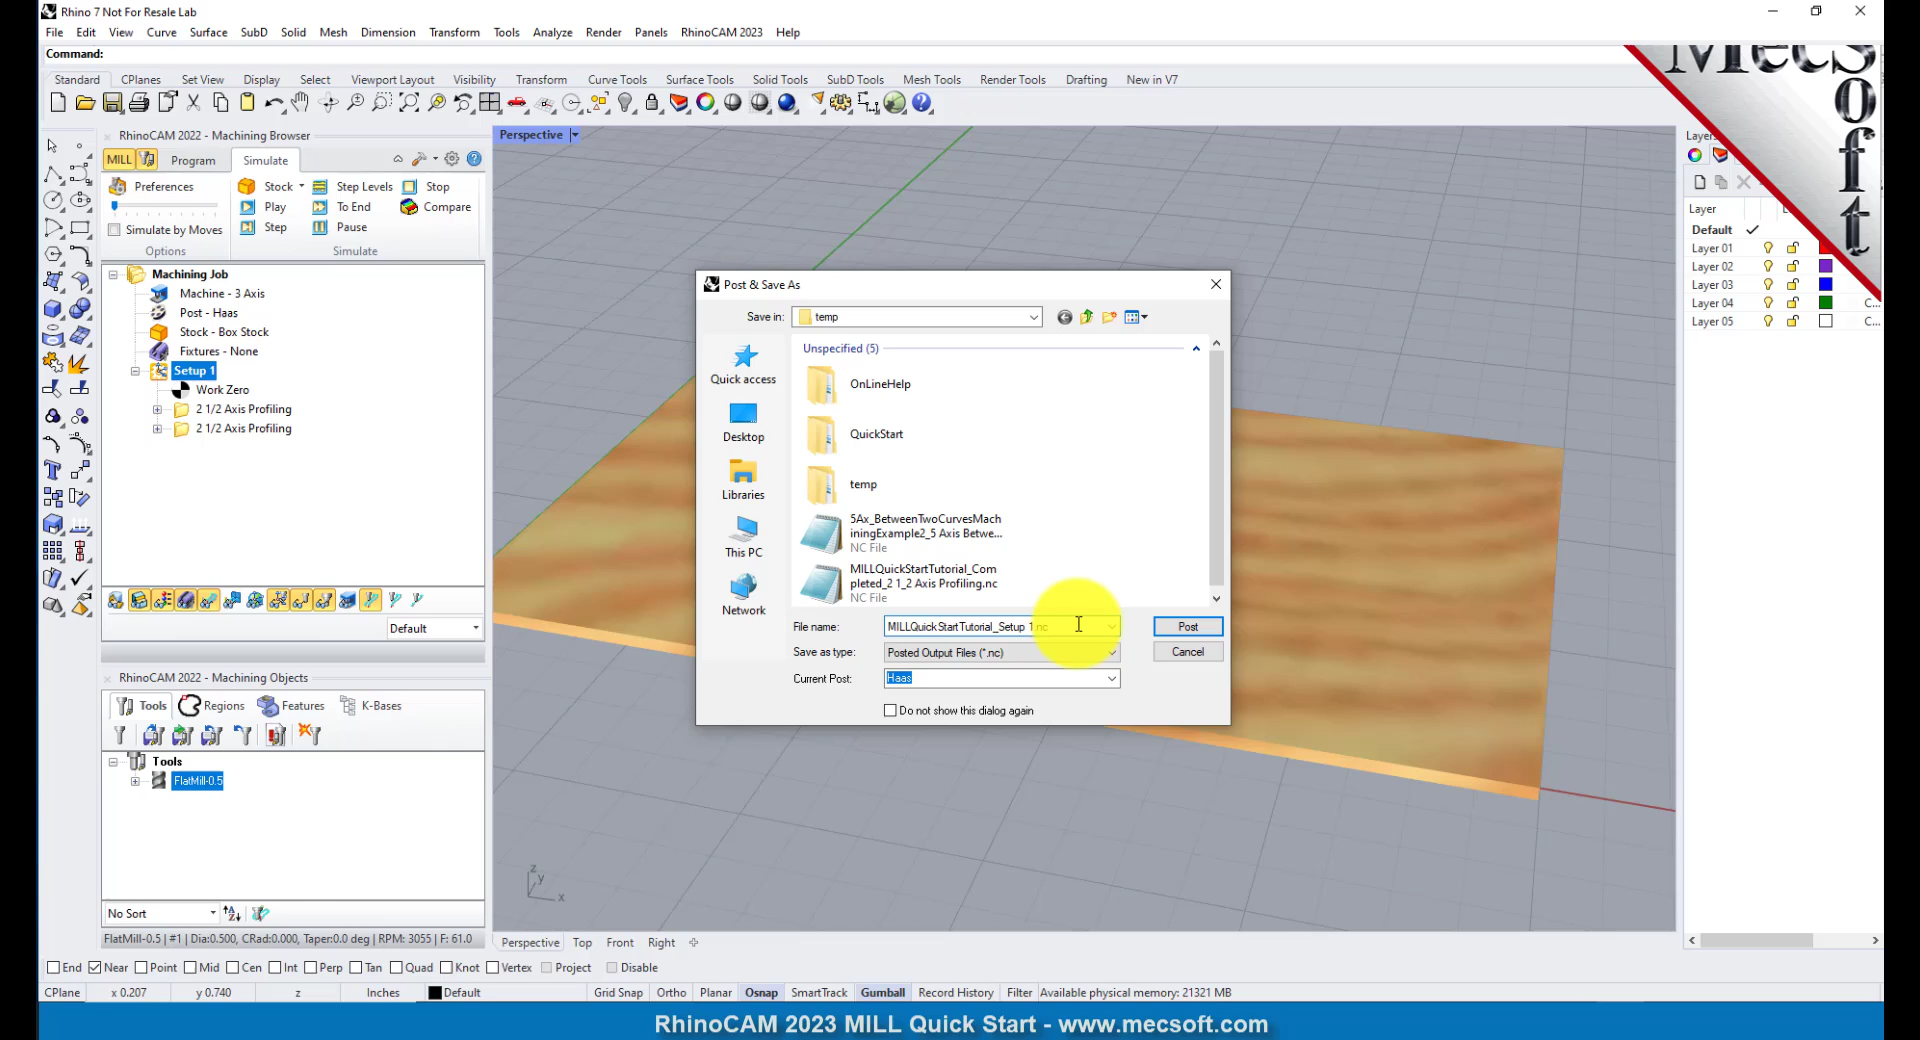 Rhino 7 Not For Resale Lab
File Edit View Curve Surface SubD Solid Mesh Dimension Transform Tools Analyze Render Panels RhinoCAM 2023 Help
Command:
Standard CPlanes Set View Display Select Viewport Layout Visibility Transform Curve Tools Surface Tools Solid Tools SubD Tools Mesh Tools Render Tools Drafting New in V7
MecSoft
RhinoCAM 2022 - Machining Browser
MILL Program Simulate
Preferences
Simulate by Moves
Options
Stock Step Levels Stop
Play To End Compare
Step Pause
Simulate
Machining Job
Machine - 3 Axis
Post - Haas
Stock - Box Stock
Fixtures - None
Setup 1
Work Zero
2 1/2 Axis Profiling
2 1/2 Axis Profiling
Default
RhinoCAM 2022 - Machining Objects
Tools Regions Features K-Bases
Tools
FlatMill-0.5
No Sort
FlatMill-0.5 | #1 | Dia:0.500, CRad:0.000, Taper:0.0 deg | RPM: 3055 | F: 61.0
Perspective
Post & Save As
Save in: temp
Quick access
Desktop
Libraries
This PC
Network
Unspecified (5)
OnLineHelp
QuickStart
temp
5Ax_BetweenTwoCurvesMach
iningExample2_5 Axis Betwe...
NC File
MILLQuickStartTutorial_Com
pleted_2 1_2 Axis Profiling.nc
NC File
File name: MILLQuickStartTutorial_Setup 1.nc Post
Save as type: Posted Output Files (*.nc) Cancel
Current Post: Haas
Do not show this dialog again
z
y
x
Layers
Layer
Default
Layer 01
Layer 02
Layer 03
Layer 04 C...
Layer 05 C...
Perspective Top Front Right
End Near Point Mid Cen Int Perp Tan Quad Knot Vertex Project Disable
CPlane x 0.207 y 0.740 z Inches Default Grid Snap Ortho Planar Osnap SmartTrack Gumball Record History Filter Available physical memory: 21321 MB
RhinoCAM 2023 MILL Quick Start - www.mecsoft.com